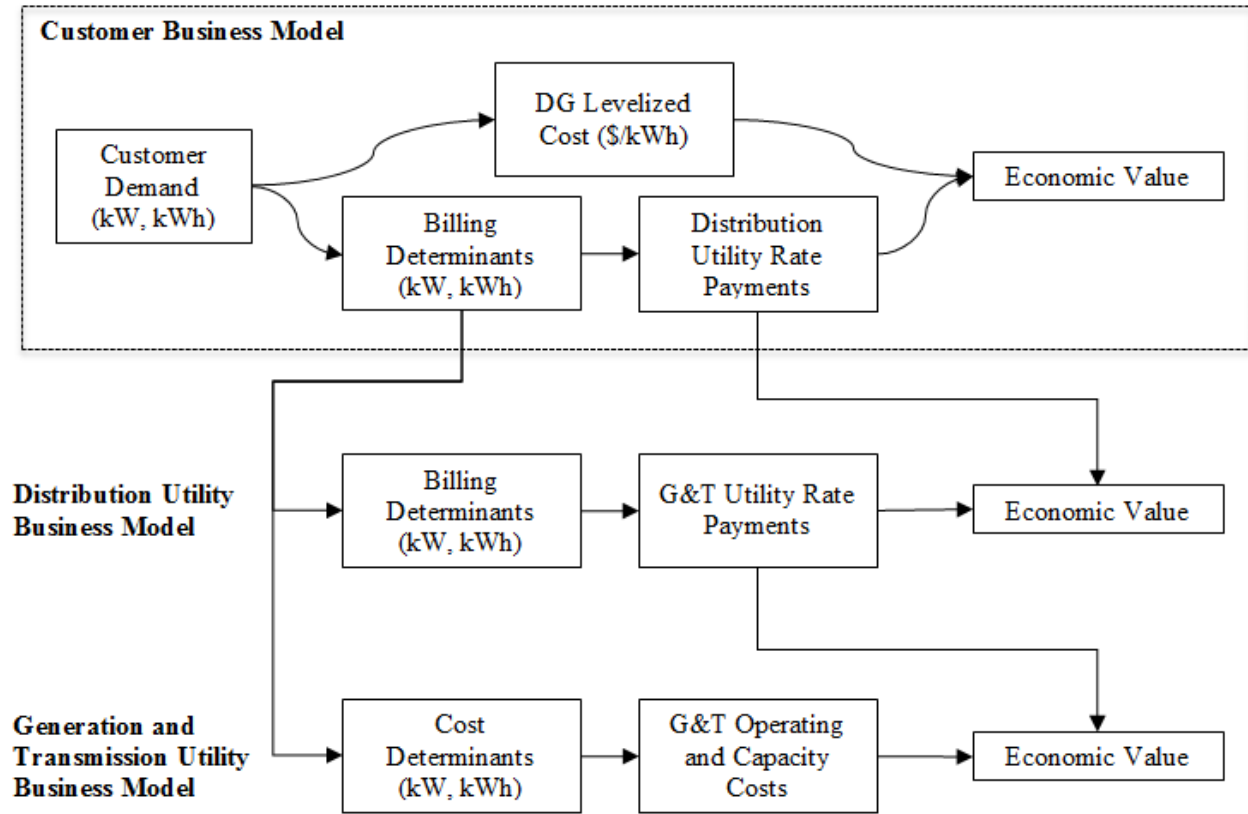 Customer Business Model
DG Levelized
Cost ($/kWh)
Customer
Demand
(kW, kWh)
Economic Value
Billing
Determinants
(kW, kWh)
Distribution
Utility Rate
Payments
Distribution Utility
Business Model
Billing
Determinants
(kW, kWh)
G&T Utility Rate
Payments
Economic Value
Generation and
Transmission Utility
Business Model
Cost
Determinants
(kW, kWh)
G&T Operating
and Capacity
Costs
Economic Value